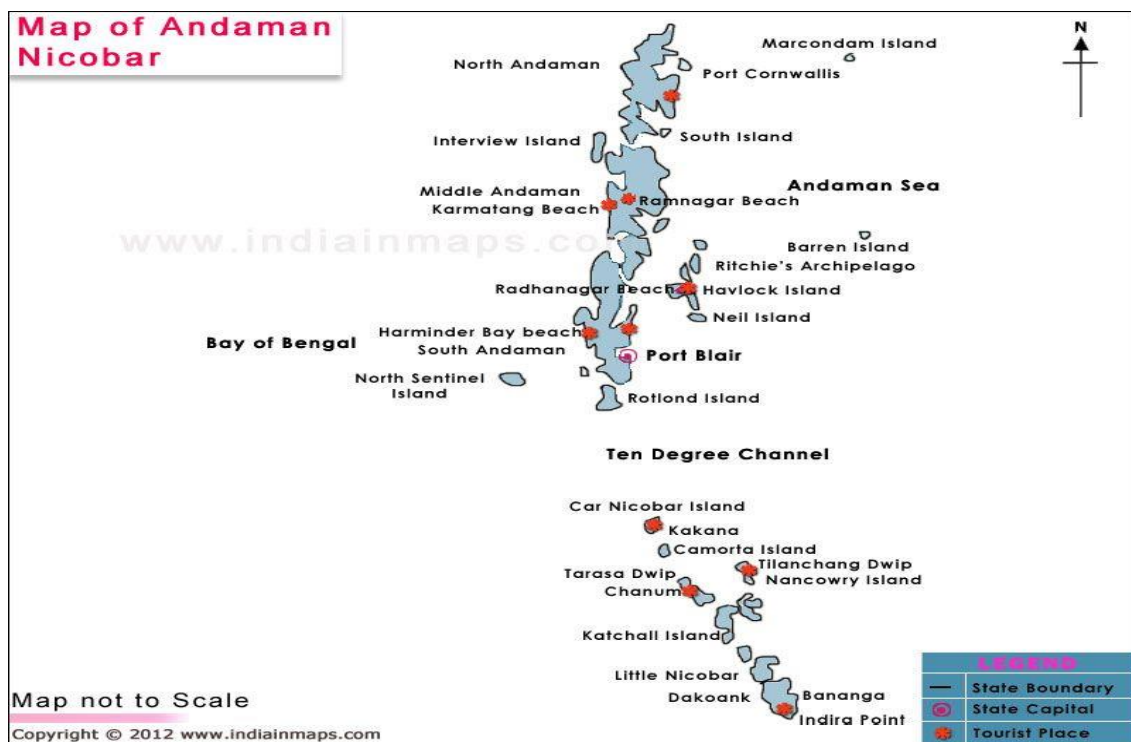 Map of Andaman
Nicobar
N
Marcondam Island
North Andaman
Port Cornwallis
South Island
Interview Island
Andaman Sea
Middle Andaman
Karmatang Beach
Ramnagar Beach
www.indiainmaps.com
Barren Island
Ritchie's Archipelago
Radhanagar Beach
Havlock Island
Neil Island
Harminder Bay beach
South Andaman
Bay of Bengal
Port Blair
North Sentinel
Island
Rotlond Island
Ten Degree Channel
Car Nicobar Island
Kakana
Camorta Island
Tilanchang Dwip
Nancowry Island
Tarasa Dwip
Chanum
Katchall Island
Little Nicobar
Dakoank
Bananga
Indira Point
LEGEND
State Boundary
State Capital
Tourist Place
Map not to Scale
Copyright © 2012 www.indiainmaps.com